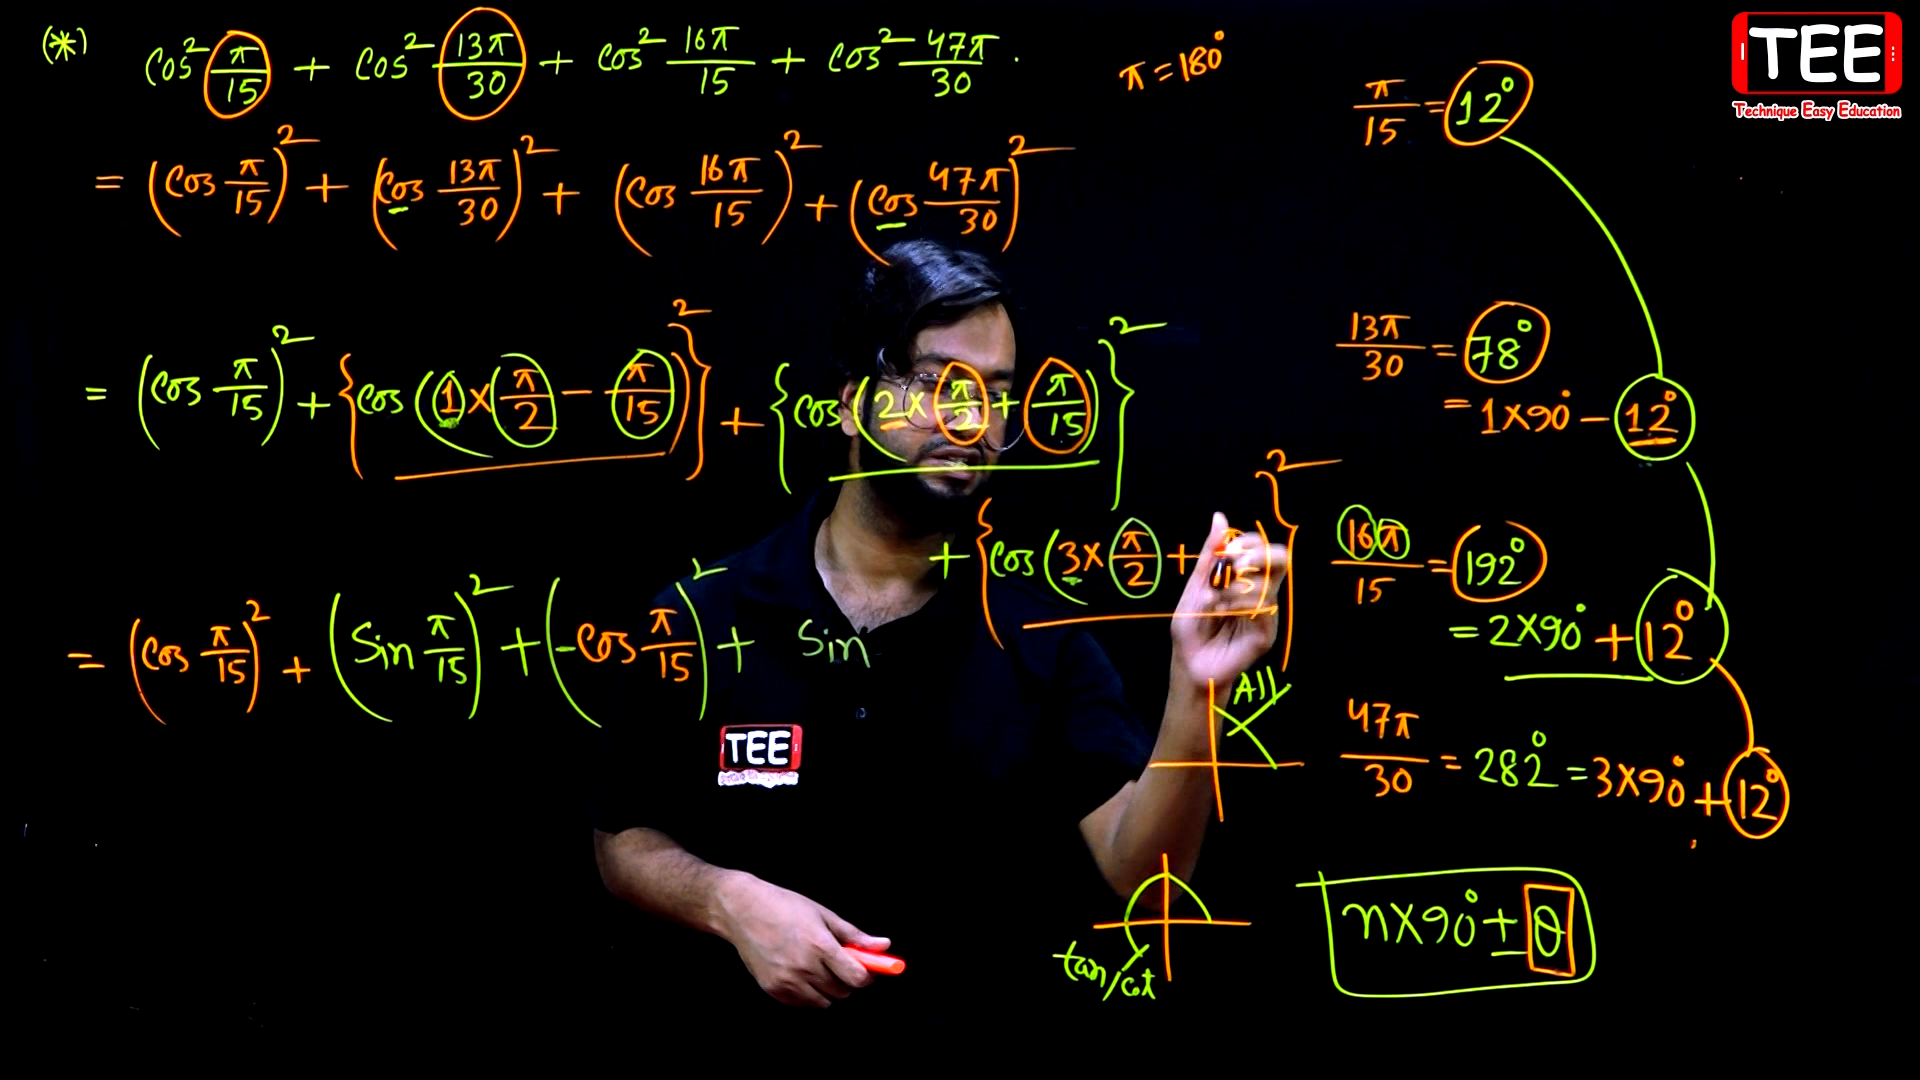 (*) cos² π/15 + cos² 13π/30 + cos² 16π/15 + cos² 47π/30 .
π = 180°
π/15 = 12°
TEE
Technique Easy Education
= (cos π/15)² + (cos 13π/30)² + (cos 16π/15)² + (cos 47π/30)²
13π/30 = 78°
= 1×90° - 12°
= (cos π/15)² + {cos (1×π/2 - π/15)}² + {cos (2×π/2 + π/15)}²
+ {cos (3×π/2 + π/15)}²
16π/15 = 192°
= 2×90° + 12°
= (cos π/15)² + (Sin π/15)² + (-cos π/15)² + Sin
All
47π/30 = 282° = 3×90° + 12°
TEE
n×90° ± θ
tan/cot